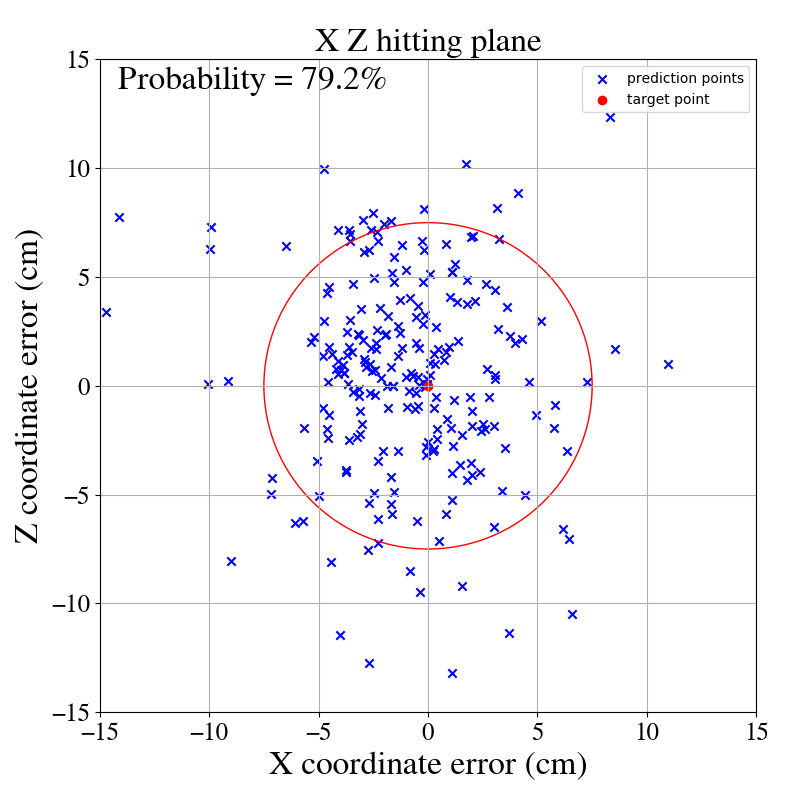 X Z hitting plane
Probability = 79.2%
prediction points
target point
15
10
5
0
−5
−10
−15
Z coordinate error (cm)
−15 −10 −5 0 5 10 15
X coordinate error (cm)